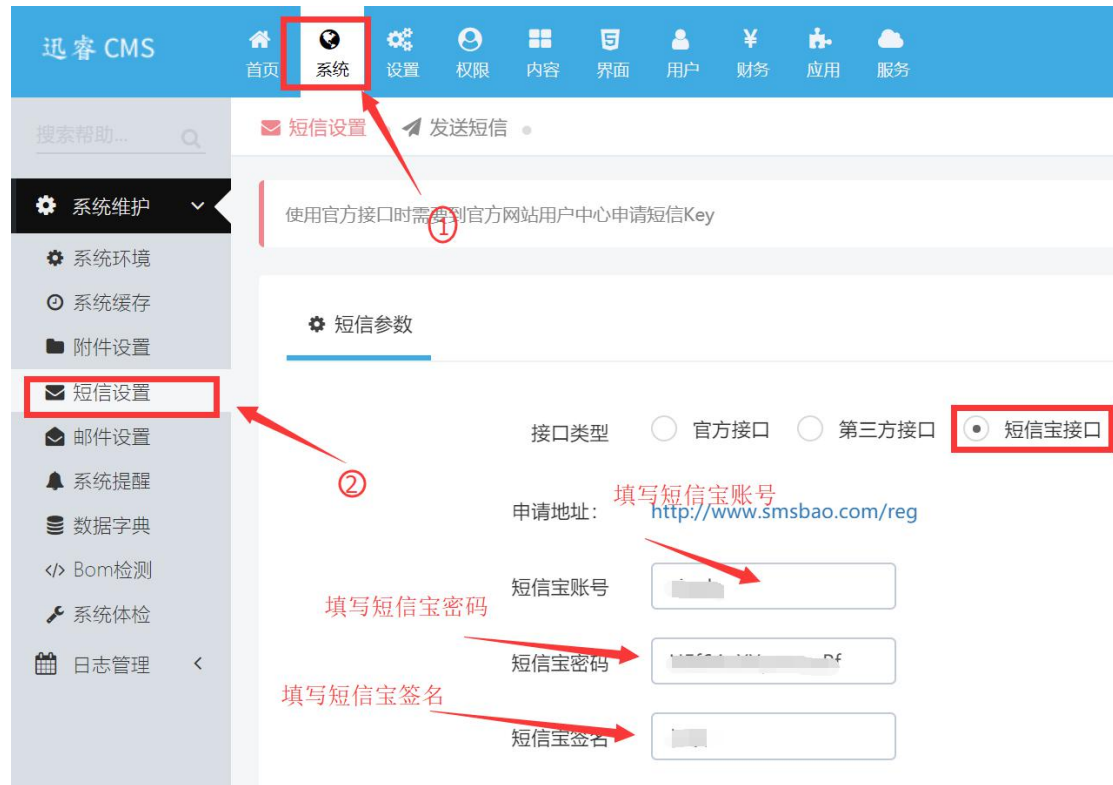 迅睿 CMS
首页 系统 设置 权限 内容 界面 用户 财务 应用 服务
搜索帮助...
短信设置 发送短信
系统维护
使用官方接口时需要到官方网站用户中心申请短信Key
①
系统环境
系统缓存
附件设置
短信设置
邮件设置
系统提醒
数据字典
Bom检测
系统体检
日志管理
②
短信参数
接口类型 官方接口 第三方接口 短信宝接口
填写短信宝账号
申请地址： http://www.smsbao.com/reg
短信宝账号
填写短信宝密码
短信宝密码
填写短信宝签名
短信宝签名